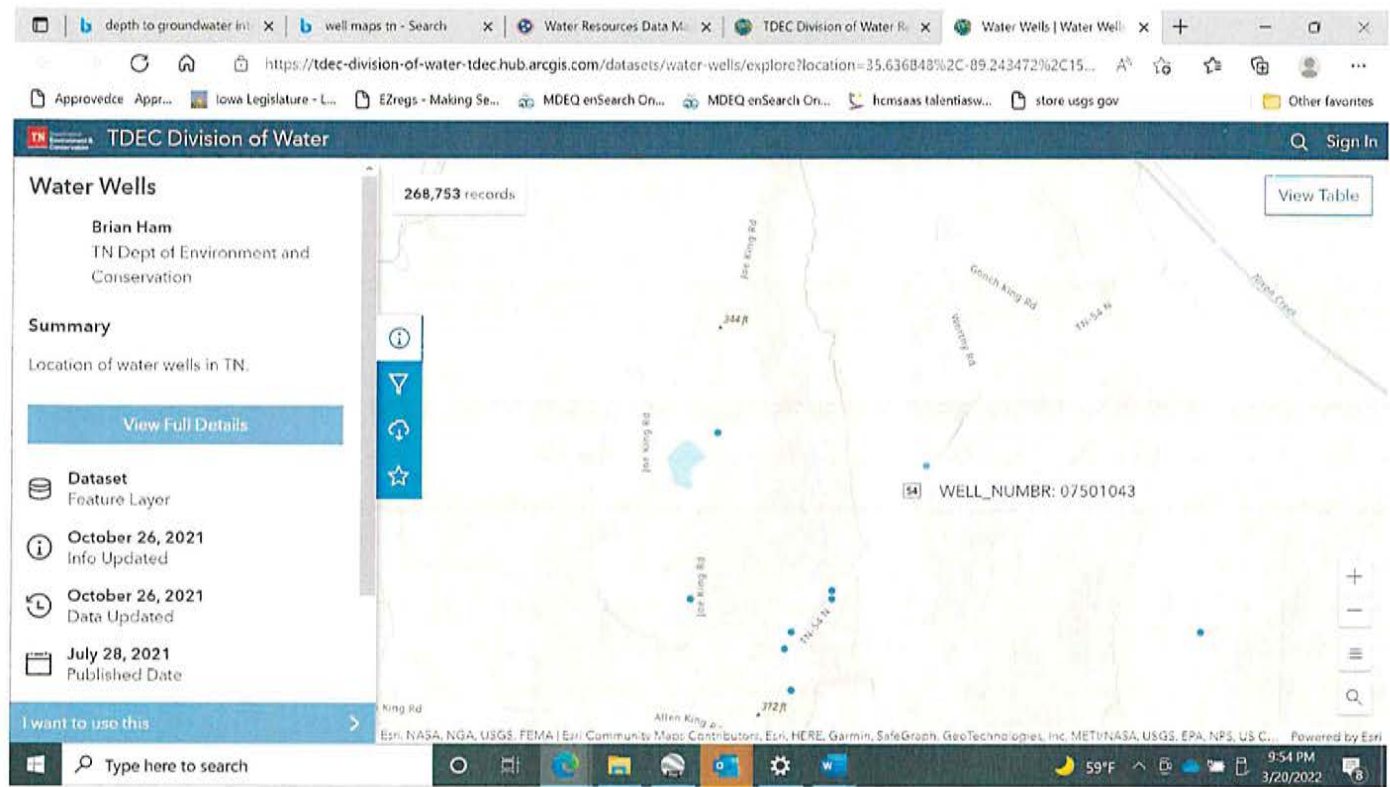 depth to groundwater int
well maps tn - Search
Water Resources Data Ma
TDEC Division of Water R
Water Wells | Water Wells
https://tdec-division-of-water-tdec.hub.arcgis.com/datasets/water-wells/explore?location=35.636848%2C-89.243472%2C15...
Approvedce Appr...
Iowa Legislature - L...
EZregs - Making Se...
MDEQ enSearch On...
MDEQ enSearch On...
hcmsaas talentiasw...
store usgs gov
Other favorites
TN
TDEC Division of Water
Sign In
Water Wells
Brian Ham
TN Dept of Environment and
Conservation
Summary
Location of water wells in TN.
View Full Details
Dataset
Feature Layer
October 26, 2021
Info Updated
October 26, 2021
Data Updated
July 28, 2021
Published Date
I want to use this
268,753 records
View Table
Joe King Rd
Gooch King Rd
Nixon Creek
TN-54 N
344 ft
Worthy Rd
Joe King Rd
54 WELL_NUMBR: 07501043
Joe King Rd
TN-54 N
King Rd
Allen King
372 ft
Esri, NASA, NGA, USGS, FEMA | Esri Community Maps Contributors, Esri, HERE, Garmin, SafeGraph, GeoTechnologies, Inc, METI/NASA, USGS, EPA, NPS, US C...
Powered by Esri
Type here to search
59°F
9:54 PM
3/20/2022
8